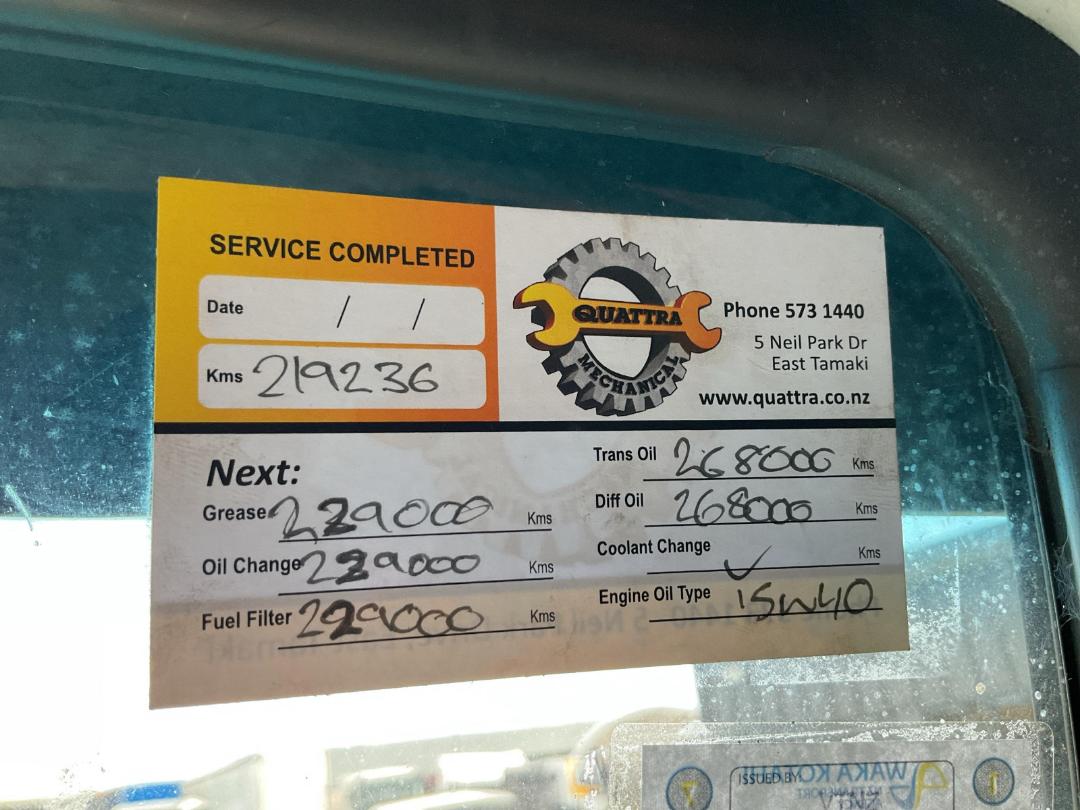 SERVICE COMPLETED
Date / /
Kms 219236
QUATTRA
MECHANICAL
Phone 573 1440
5 Neil Park Dr
East Tamaki
www.quattra.co.nz
Next:
Grease 229000 Kms
Oil Change 229000 Kms
Fuel Filter 229000 Kms
Trans Oil 268000 Kms
Diff Oil 268000 Kms
Coolant Change ✓ Kms
Engine Oil Type 15W40
ISSUED BY
WAKA KOTAHI